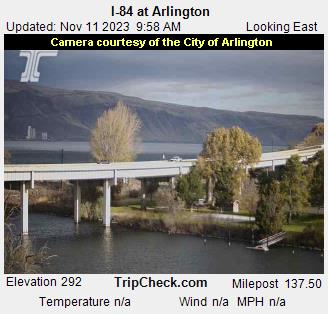 I-84 at Arlington
Updated: Nov 11 2023 9:58 AM Looking East
Camera courtesy of the City of Arlington
Elevation 292 TripCheck.com Milepost 137.50
Temperature n/a Wind n/a MPH n/a